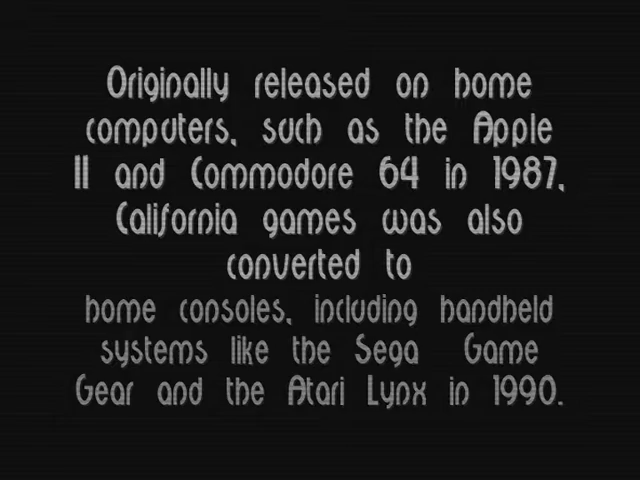 Originally released on home
computers, such as the Apple
II and Commodore 64 in 1987,
California games was also
converted to
home consoles, including handheld
systems like the Sega Game
Gear and the Atari Lynx in 1990.